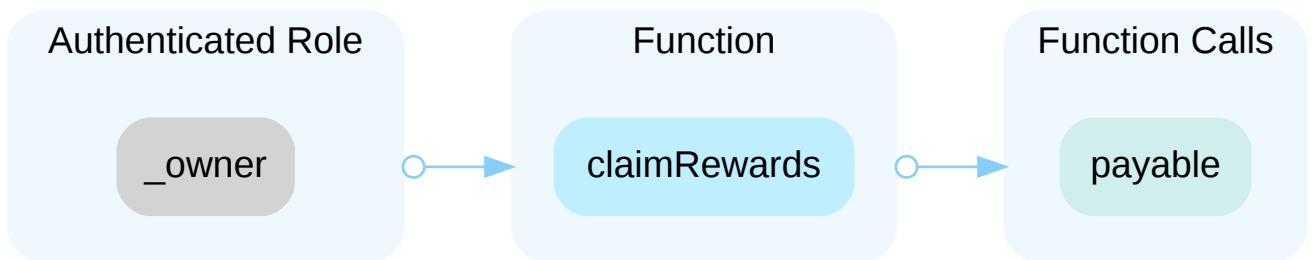 Authenticated Role
Function
Function Calls
_owner
claimRewards
payable